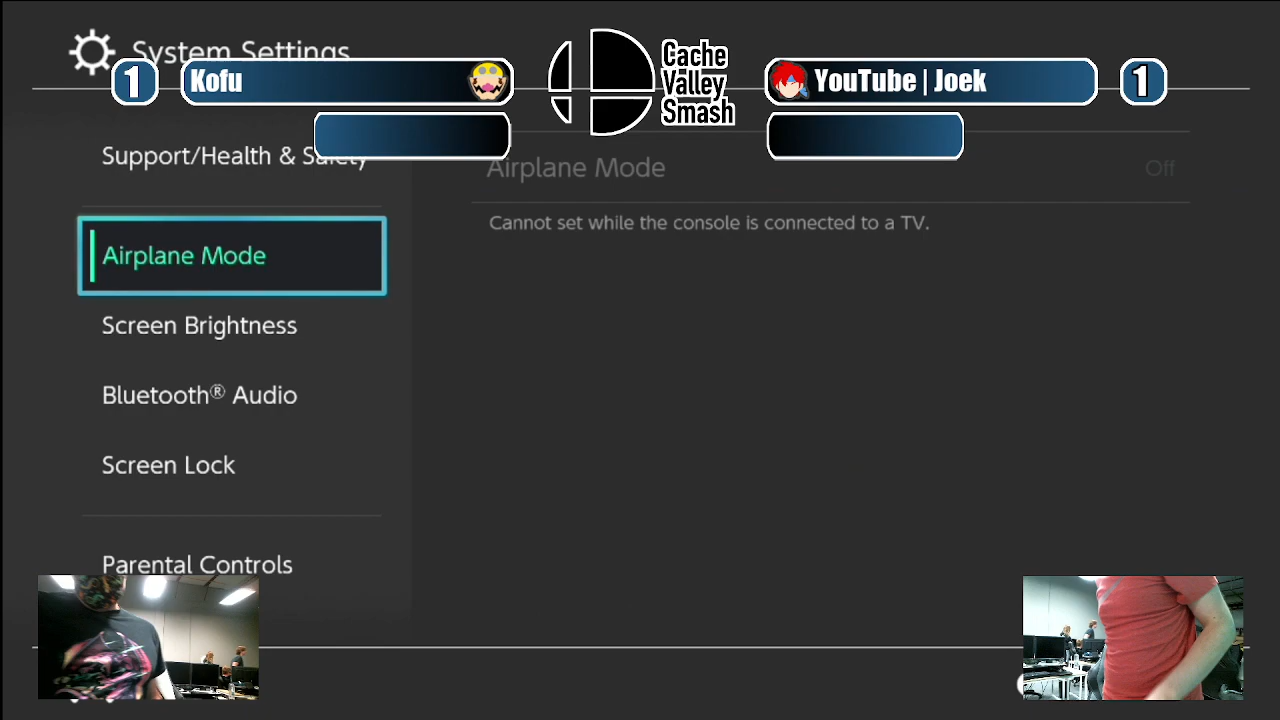 System Settings
1
Kofu
Cache
Valley
Smash
YouTube | Joek
1
Support/Health & Safety
Airplane Mode
Off
Cannot set while the console is connected to a TV.
Airplane Mode
Screen Brightness
Bluetooth® Audio
Screen Lock
Parental Controls